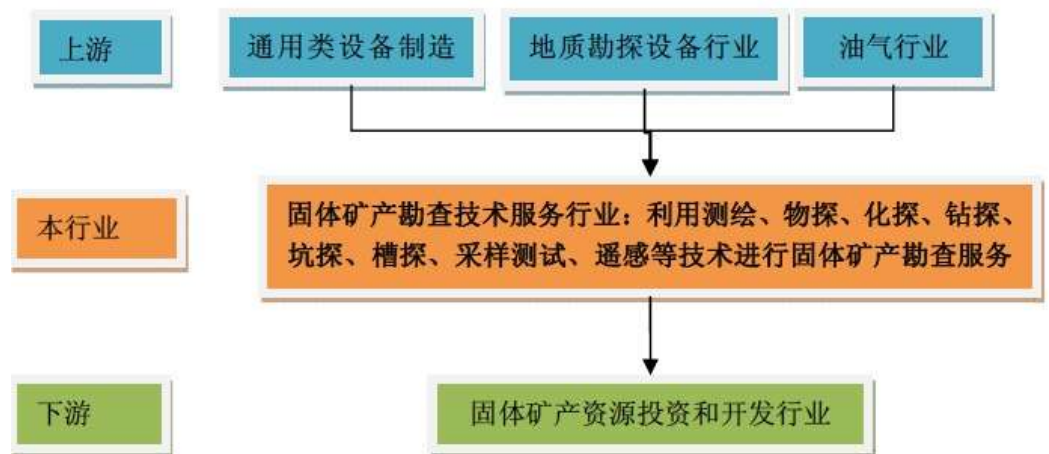 上游
通用类设备制造
地质勘探设备行业
油气行业
本行业
固体矿产勘查技术服务行业：利用测绘、物探、化探、钻探、
坑探、槽探、采样测试、遥感等技术进行固体矿产勘查服务
下游
固体矿产资源投资和开发行业